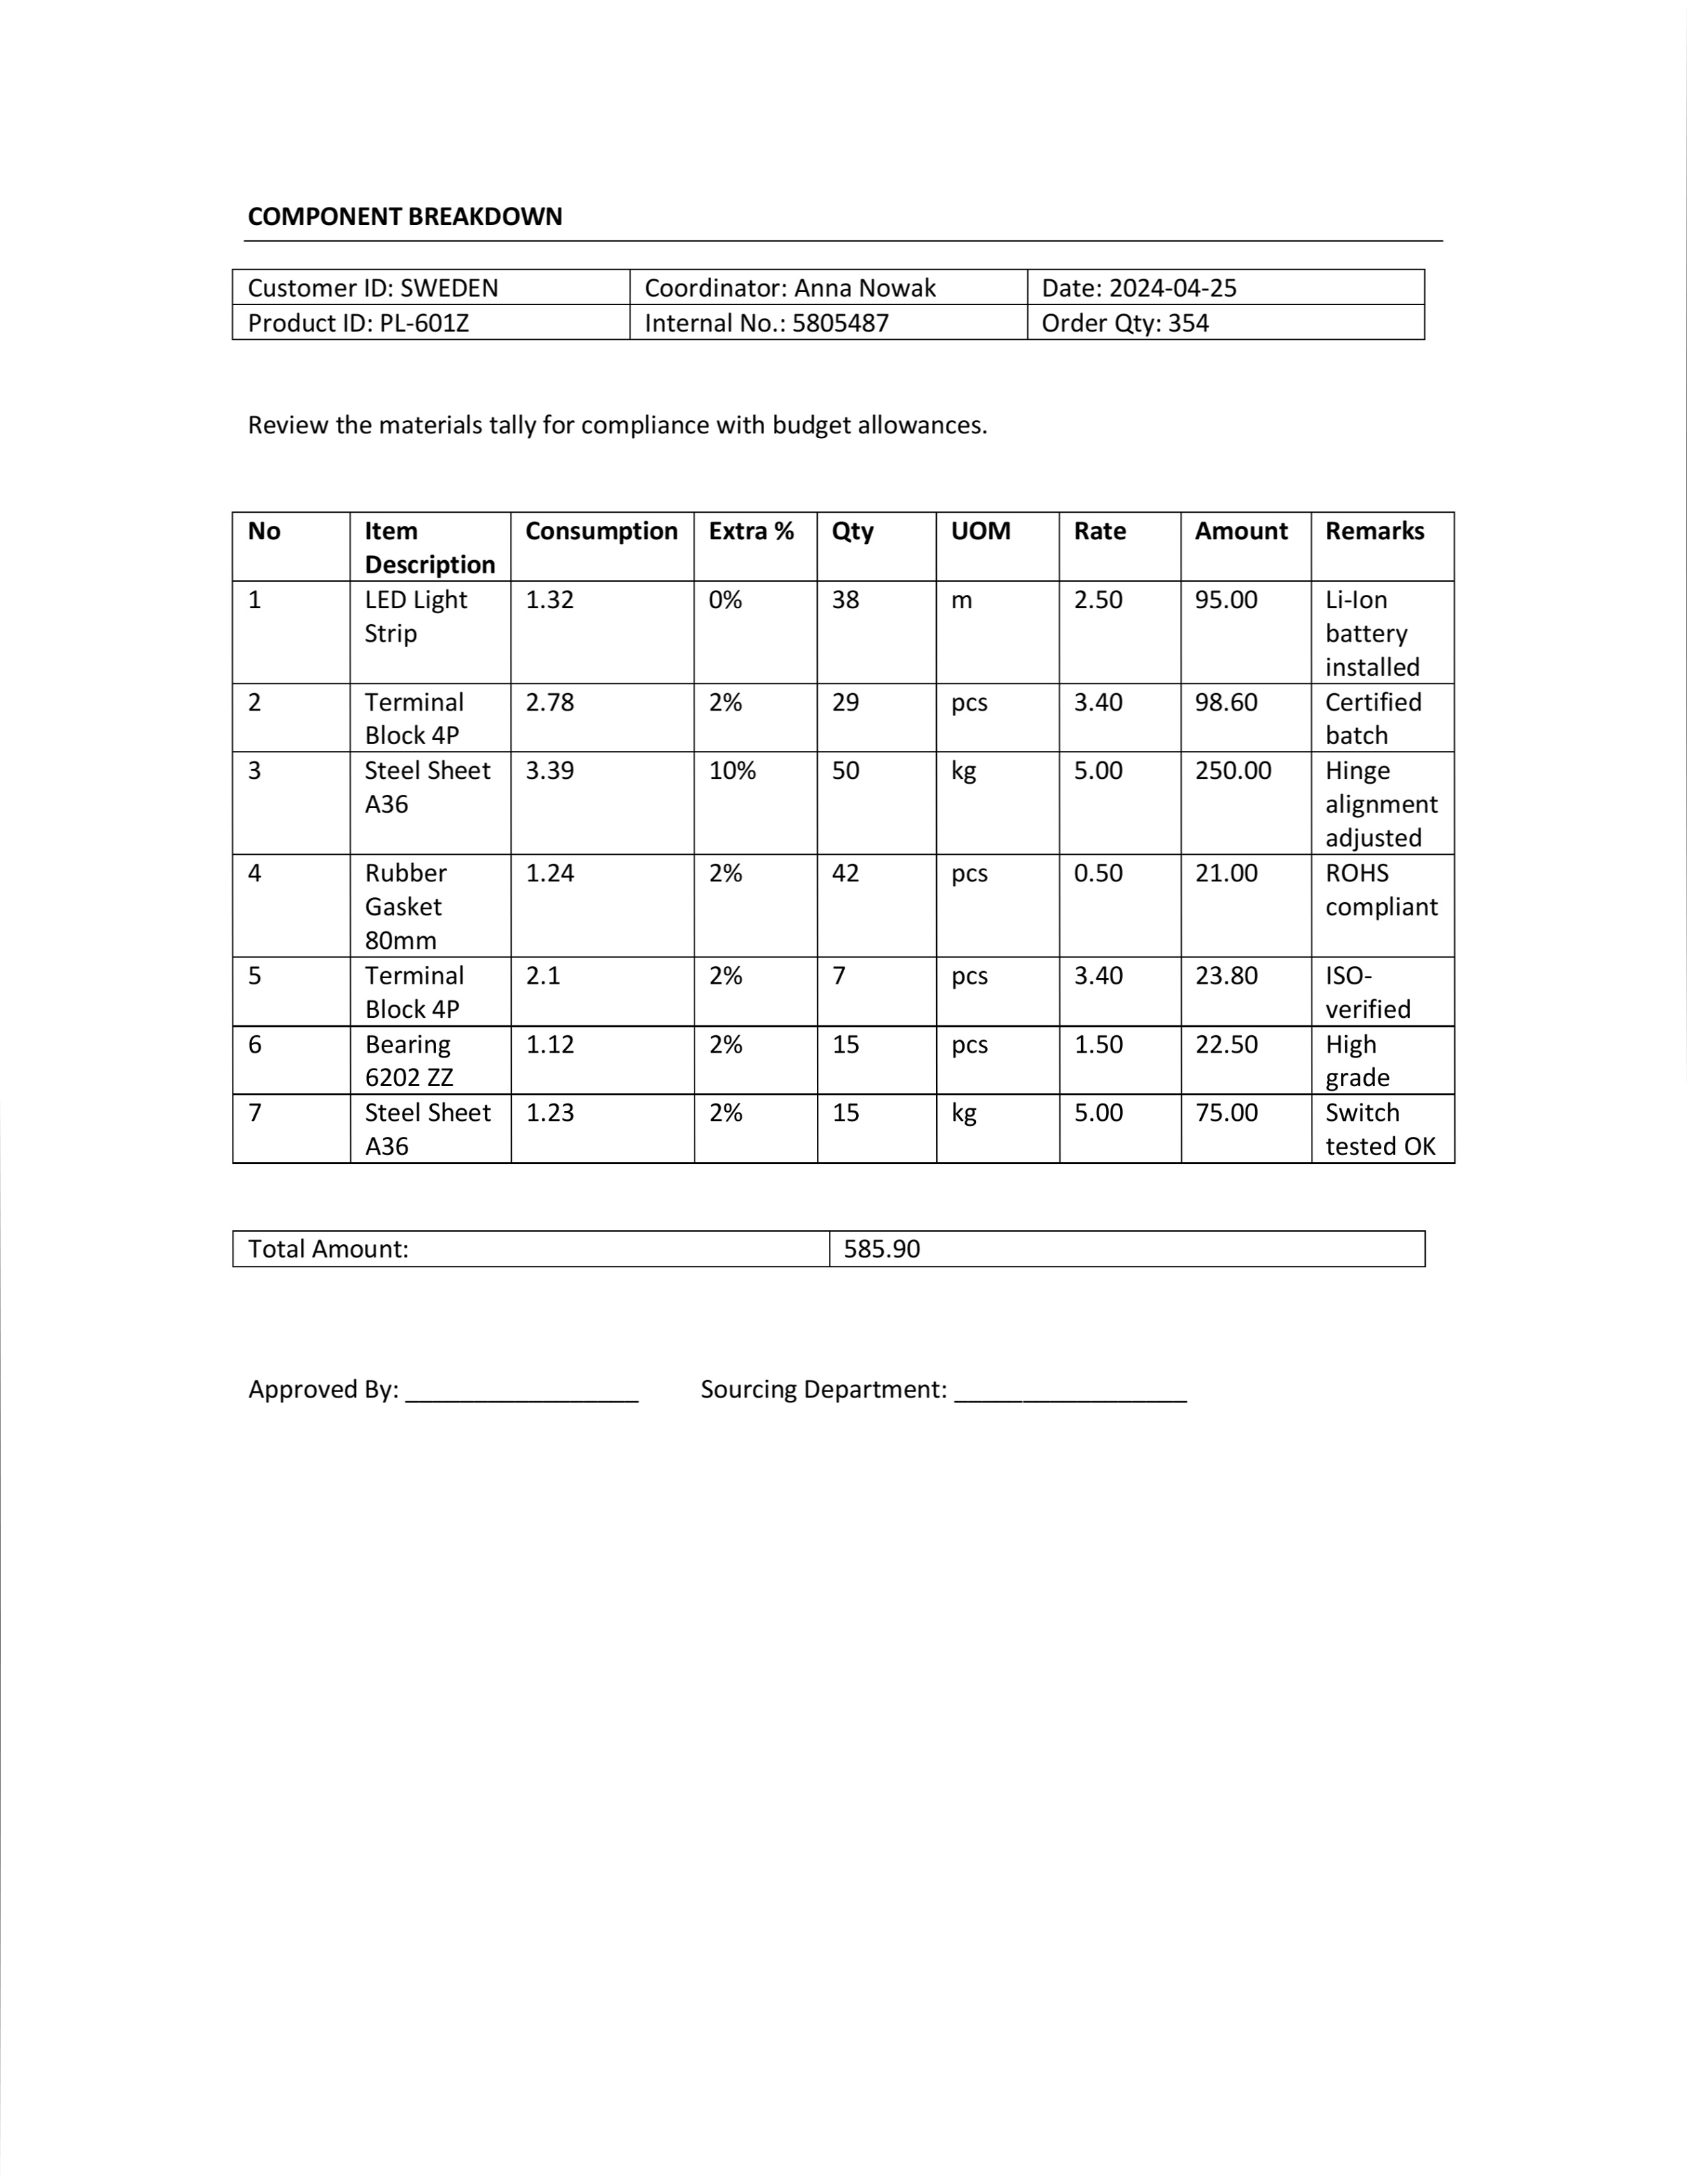 COMPONENT BREAKDOWN
Customer ID: SWEDEN Coordinator: Anna Nowak Date: 2024-04-25
Product ID: PL-601Z Internal No.: 5805487 Order Qty: 354
Review the materials tally for compliance with budget allowances.
No Item Description Consumption Extra % Qty UOM Rate Amount Remarks
1 LED Light Strip 1.32 0% 38 m 2.50 95.00 Li-Ion battery installed
2 Terminal Block 4P 2.78 2% 29 pcs 3.40 98.60 Certified batch
3 Steel Sheet A36 3.39 10% 50 kg 5.00 250.00 Hinge alignment adjusted
4 Rubber Gasket 80mm 1.24 2% 42 pcs 0.50 21.00 ROHS compliant
5 Terminal Block 4P 2.1 2% 7 pcs 3.40 23.80 ISO-verified
6 Bearing 6202 ZZ 1.12 2% 15 pcs 1.50 22.50 High grade
7 Steel Sheet A36 1.23 2% 15 kg 5.00 75.00 Switch tested OK
Total Amount: 585.90
Approved By: _________________ Sourcing Department: _________________